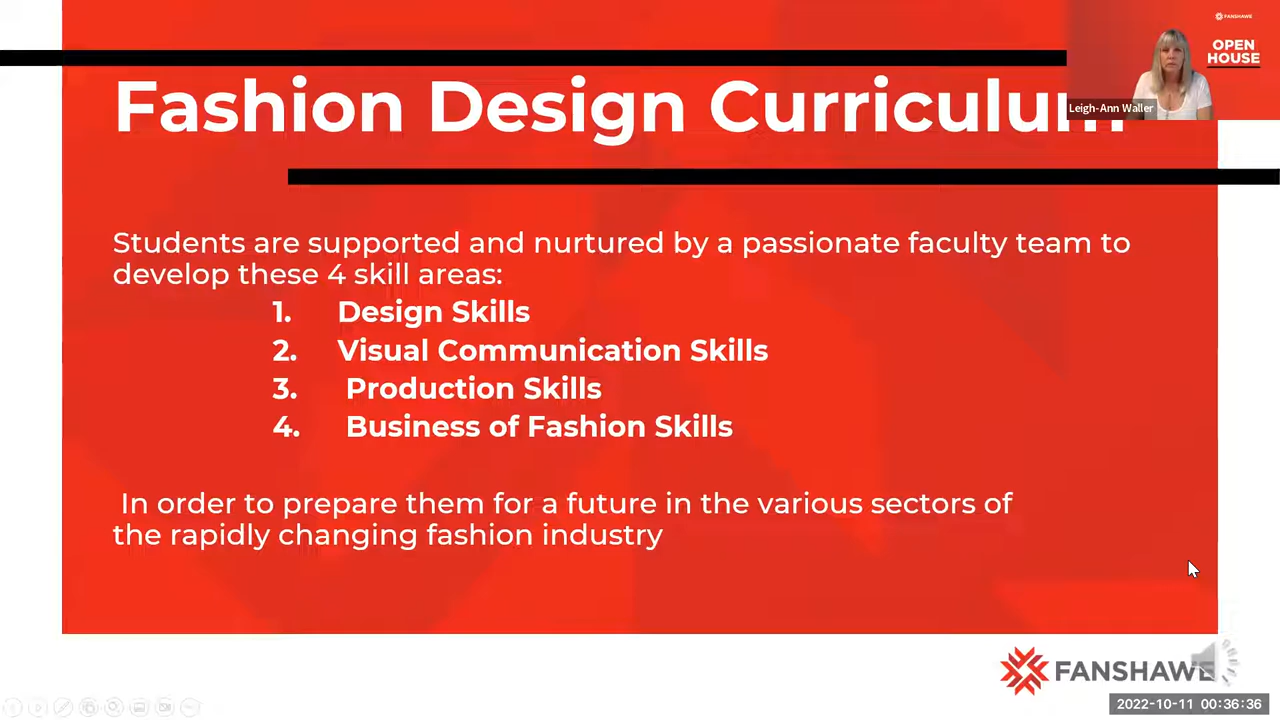 FANSHAWE
OPEN
HOUSE
Leigh-Ann Waller
Fashion Design Curriculum
Students are supported and nurtured by a passionate faculty team to
develop these 4 skill areas:
1. Design Skills
2. Visual Communication Skills
3. Production Skills
4. Business of Fashion Skills
In order to prepare them for a future in the various sectors of
the rapidly changing fashion industry
FANSHAWE
2022-10-11 00:36:36